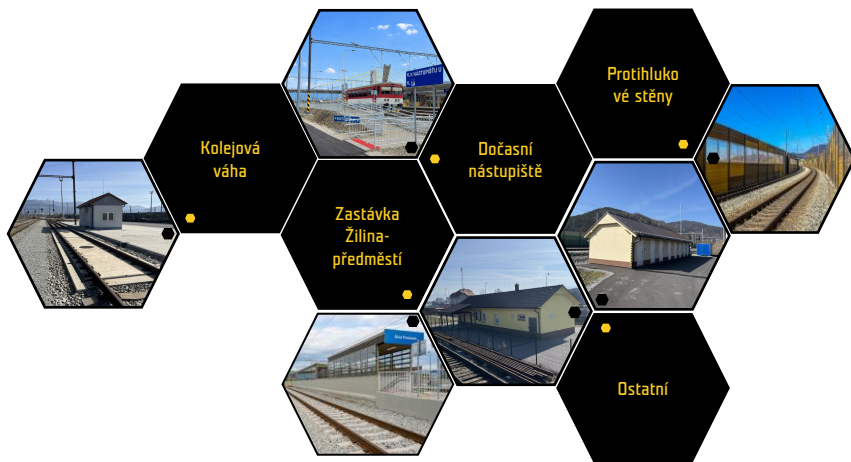 Protihluko
vé stěny
Kolejová
váha
Dočasní
nástupiště
Zastávka
Žilina-
předměstí
Ostatní